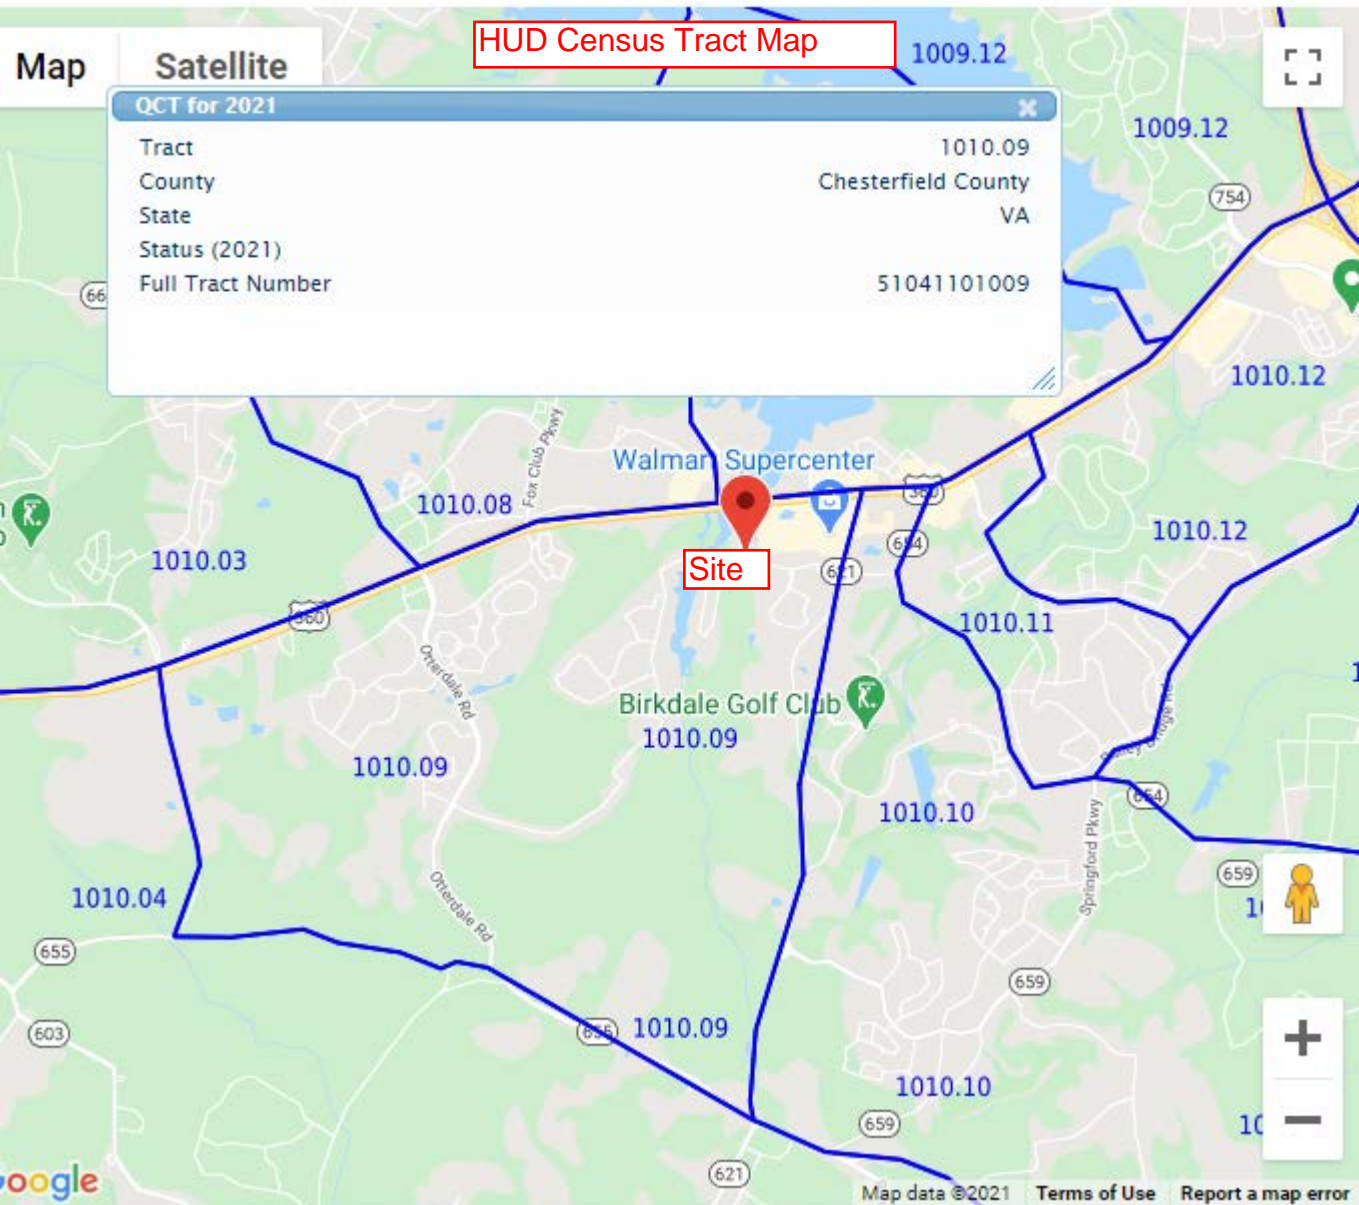 HUD Census Tract Map
1009.12
Map Satellite
QCT for 2021
1009.12
Tract 1010.09
County Chesterfield County
State VA
Status (2021)
Full Tract Number 51041101009
754
66
1010.12
Fox Club Pkwy
Walmart Supercenter
1010.08
360
1010.12
1010.03
654
Site
621
360
1010.11
Otterdale Rd
Birkdale Golf Club
1010.09
1010.09
1010.10
654
Springford Pkwy
659
1010.04
Otterdale Rd
655
659
603
655 1010.09
1010.10
659
621
Google
Map data ©2021 Terms of Use Report a map error